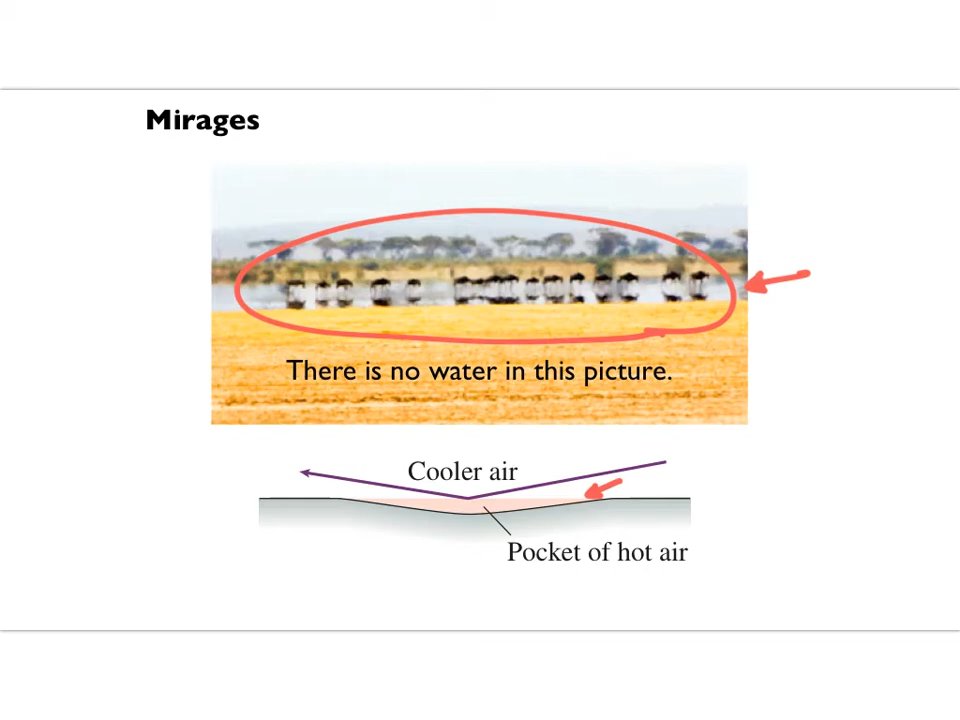 Mirages
There is no water in this picture.
Cooler air
Pocket of hot air